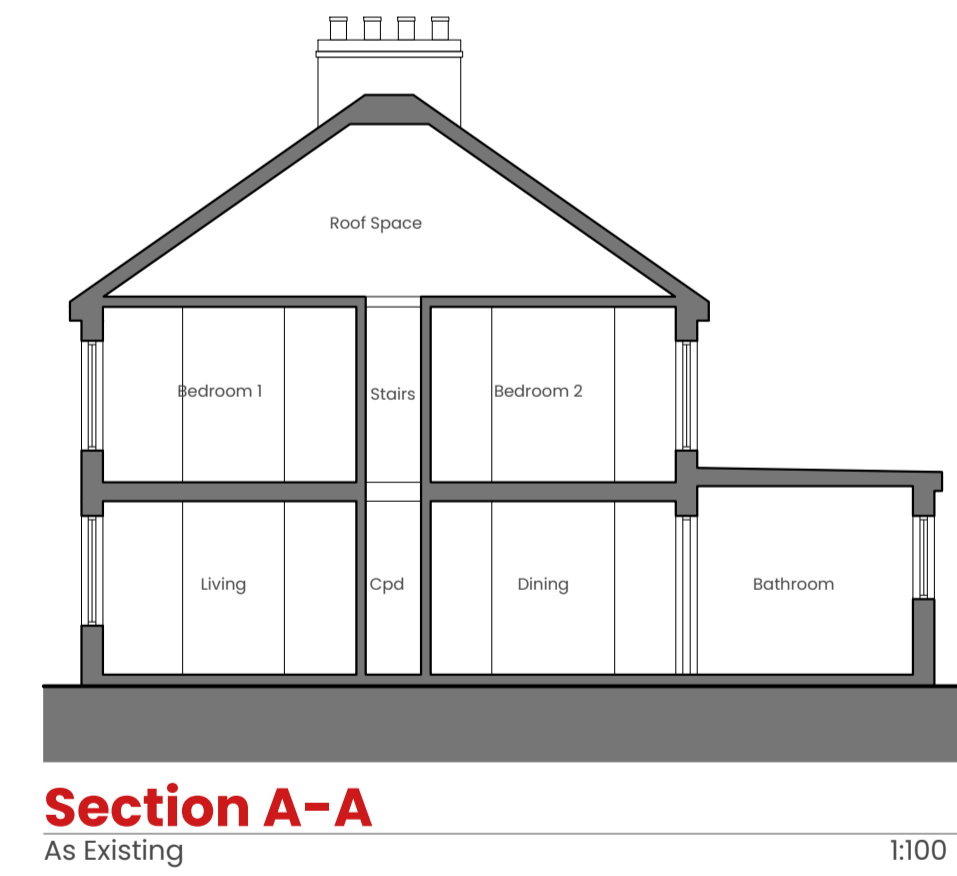 Roof Space
Bedroom 1
Stairs
Bedroom 2
Living
Cpd
Dining
Bathroom
Section A-A
As Existing
1:100